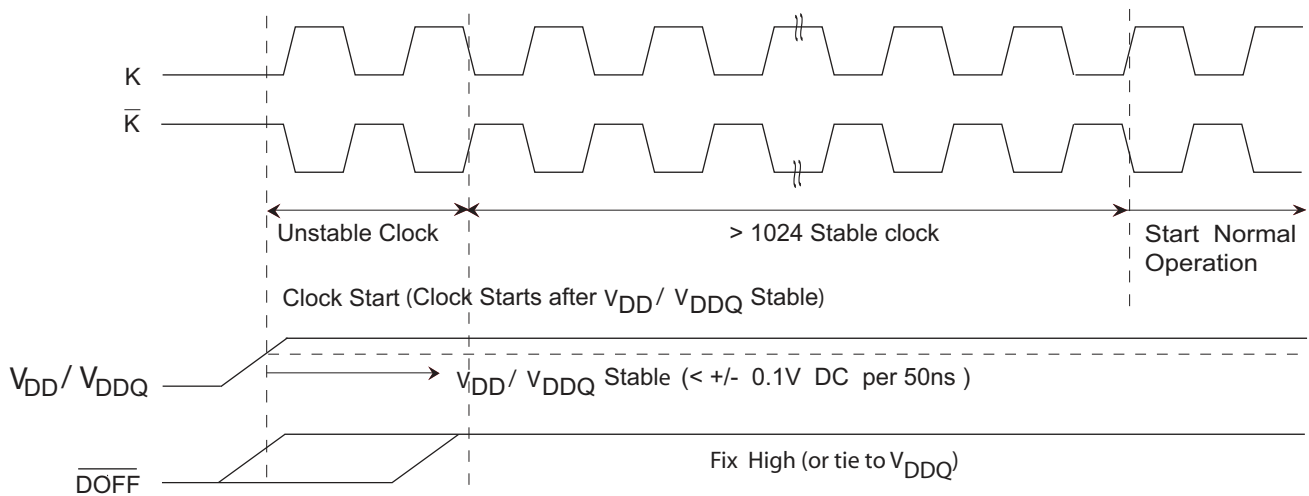 K
K̅
Unstable Clock
> 1024 Stable clock
Start Normal
Operation
Clock Start (Clock Starts after VDD / VDDQ Stable)
VDD / VDDQ
VDD / VDDQ Stable (< +/- 0.1V DC per 50ns )
D̅O̅F̅F̅
Fix High (or tie to VDDQ)